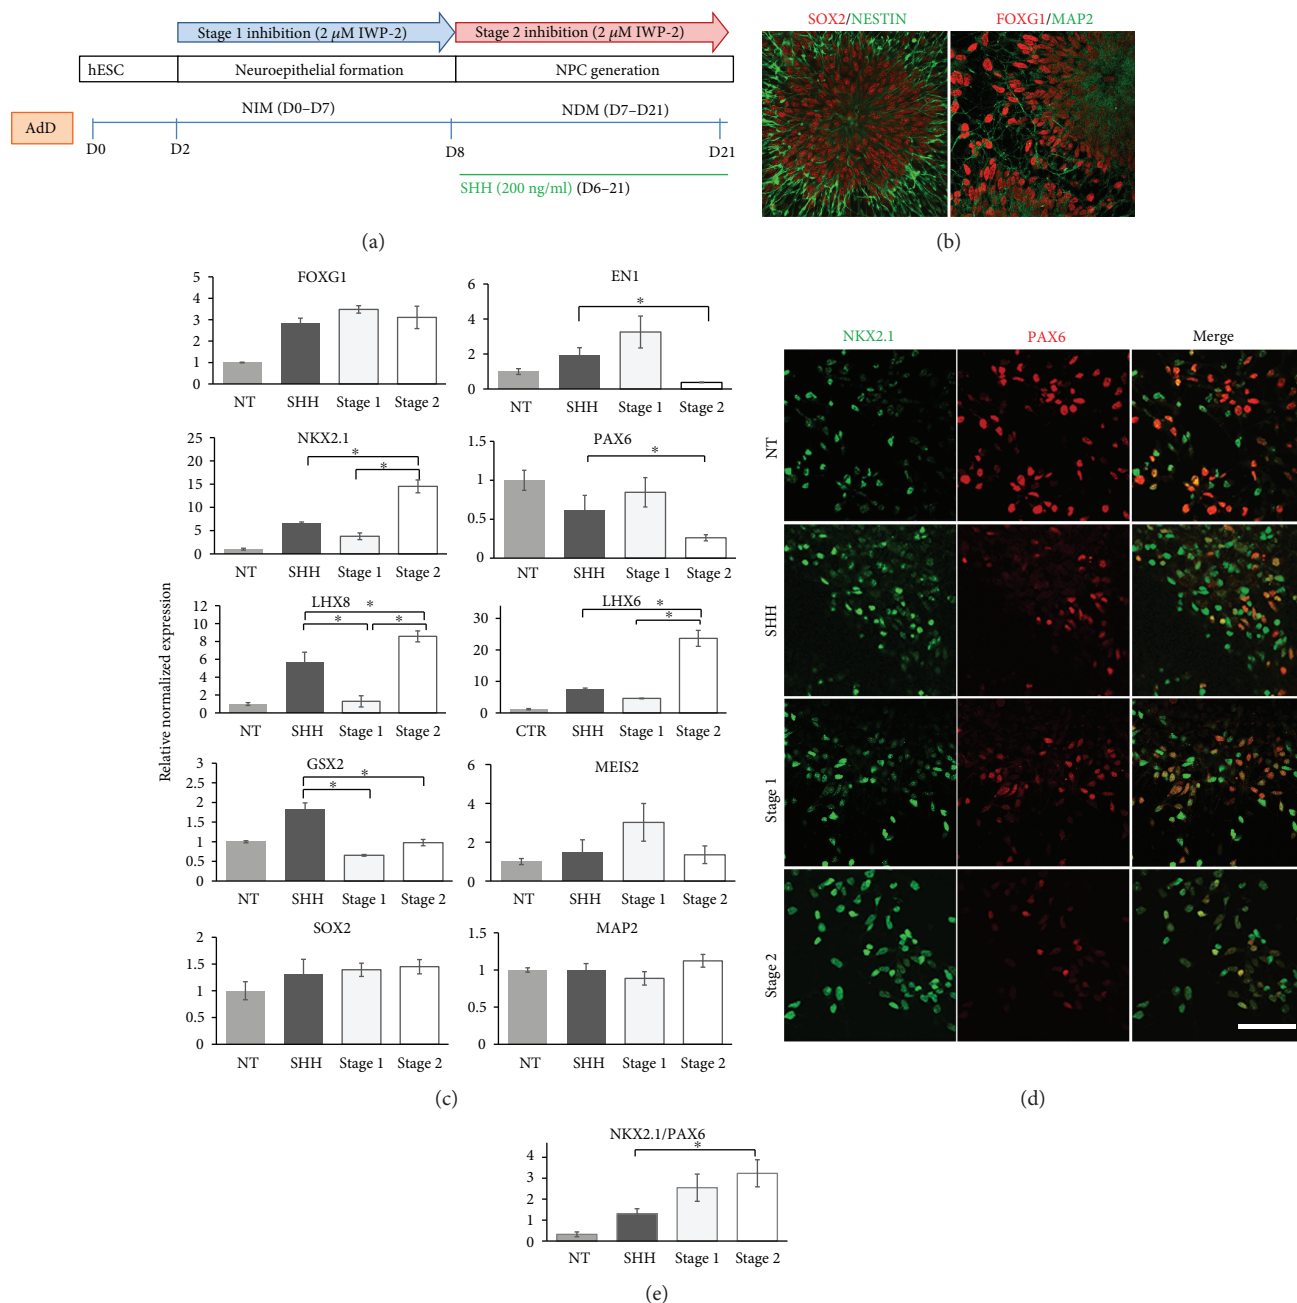 Stage 1 inhibition (2 μM IWP-2)
Stage 2 inhibition (2 μM IWP-2)
hESC
Neuroepithelial formation
NPC generation
NIM (D0–D7)
NDM (D7–D21)
AdD
D0
D2
D8
D21
SHH (200 ng/ml) (D6–21)
(a)
SOX2/NESTIN
FOXG1/MAP2
(b)
Relative normalized expression
FOXG1
5
4
3
2
1
0
NT
SHH
Stage 1
Stage 2
EN1
6
4
2
0
*
NT
SHH
Stage 1
Stage 2
NKX2.1
25
20
15
10
5
0
*
*
NT
SHH
Stage 1
Stage 2
PAX6
1.5
1
0.5
0
*
NT
SHH
Stage 1
Stage 2
LHX8
12
10
8
6
4
2
0
*
*
*
NT
SHH
Stage 1
Stage 2
LHX6
30
20
10
0
*
*
CTR
SHH
Stage 1
Stage 2
GSX2
3
2.5
2
1.5
1
0.5
0
*
*
NT
SHH
Stage 1
Stage 2
MEIS2
6
4
2
0
NT
SHH
Stage 1
Stage 2
SOX2
2
1.5
1
0.5
0
NT
SHH
Stage 1
Stage 2
MAP2
1.5
1
0.5
0
NT
SHH
Stage 1
Stage 2
(c)
NKX2.1
PAX6
Merge
NT
SHH
Stage 1
Stage 2
(d)
NKX2.1/PAX6
4
3
2
1
0
*
NT
SHH
Stage 1
Stage 2
(e)